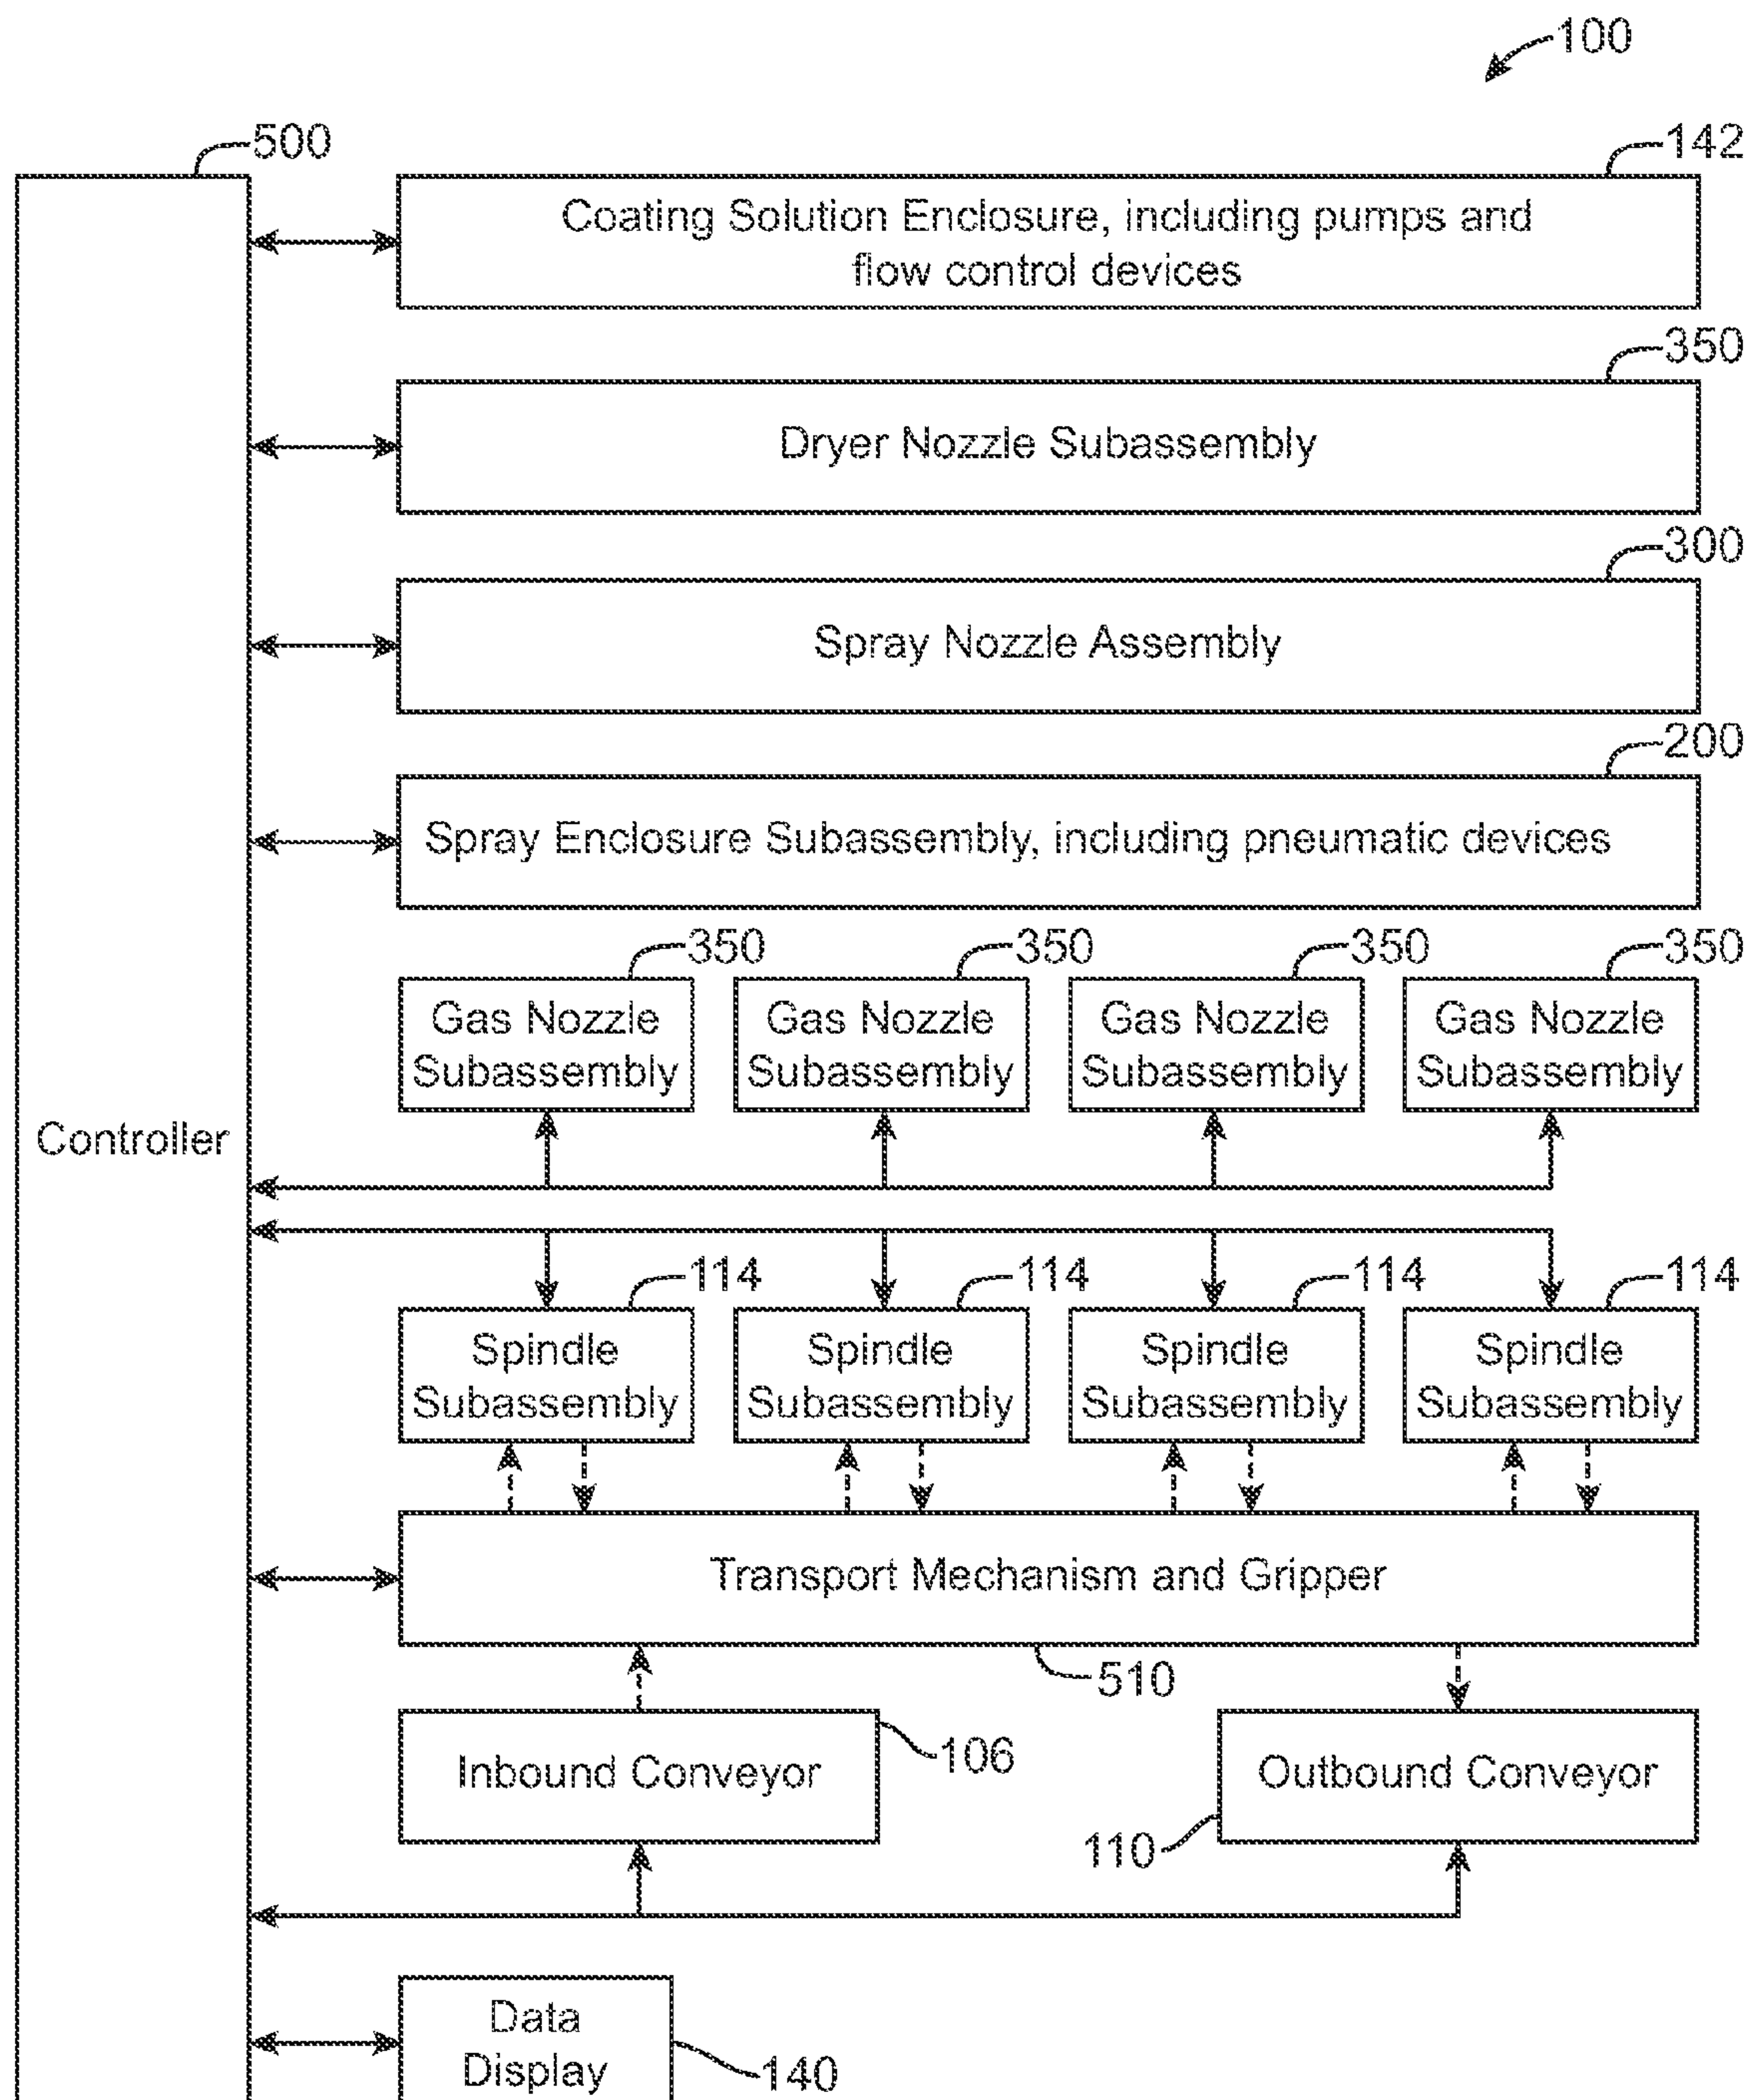 100
500
142
Coating Solution Enclosure, including pumps and
flow control devices
350
Dryer Nozzle Subassembly
300
Spray Nozzle Assembly
200
Spray Enclosure Subassembly, including pneumatic devices
350 350 350 350
Gas Nozzle Gas Nozzle Gas Nozzle Gas Nozzle
Subassembly Subassembly Subassembly Subassembly
Controller
114 114 114 114
Spindle Spindle Spindle Spindle
Subassembly Subassembly Subassembly Subassembly
Transport Mechanism and Gripper
510
Inbound Conveyor
106
Outbound Conveyor
110
Data
Display
140